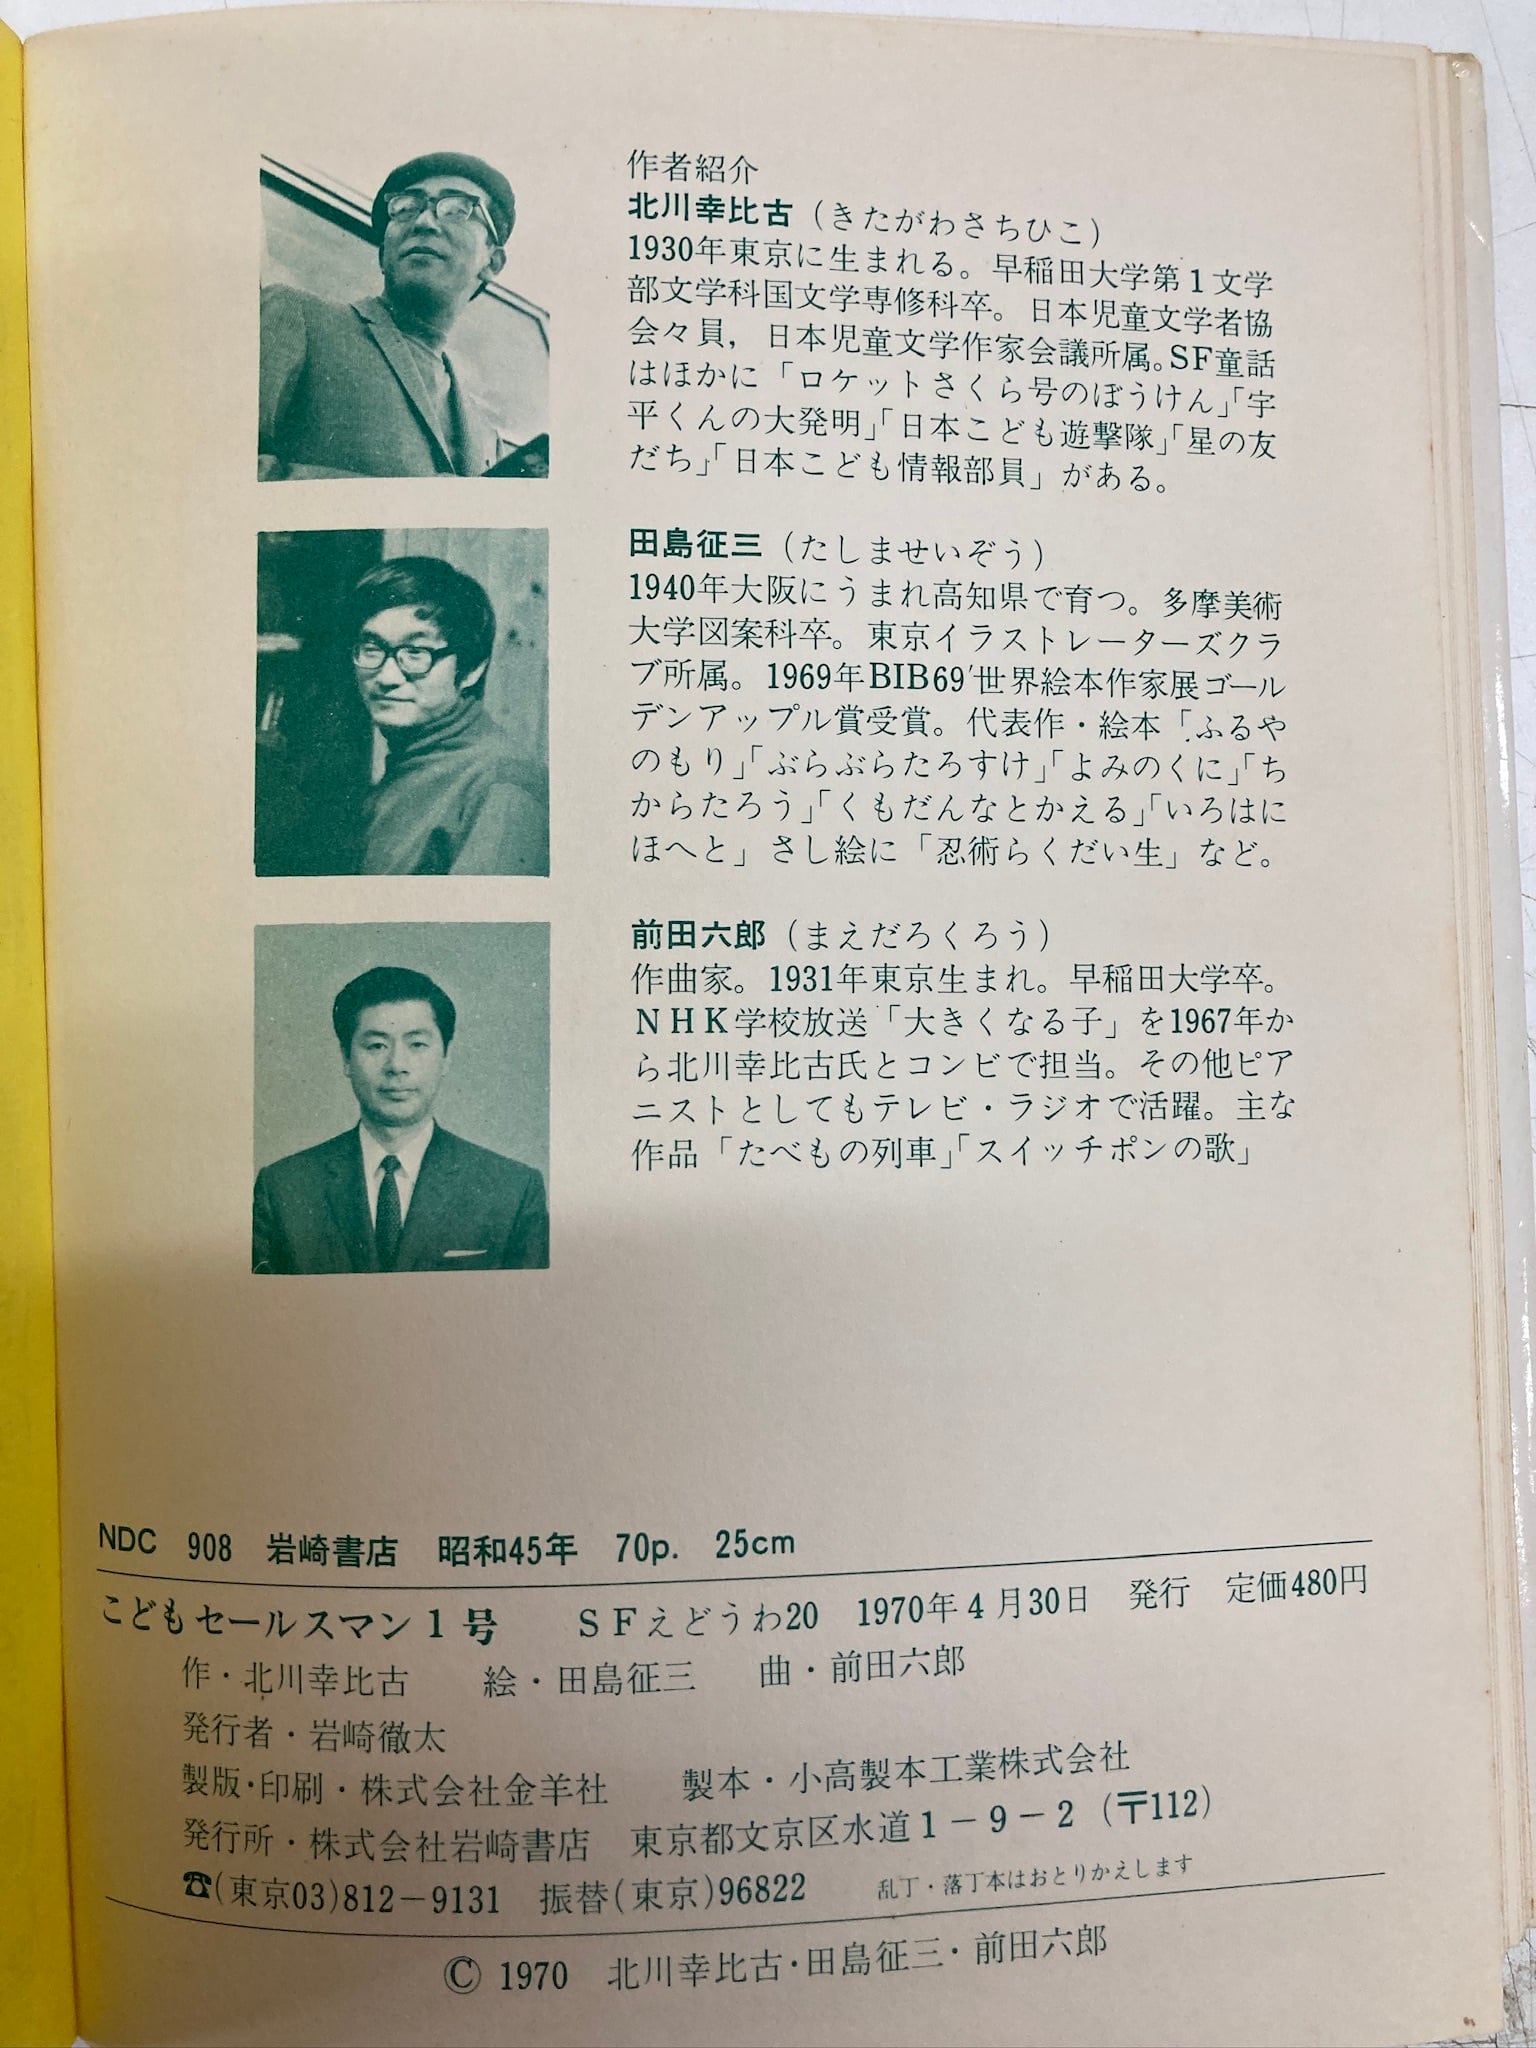 作者紹介
北川幸比古（きたがわさちひこ）
1930年東京に生まれる。早稲田大学第1文学
部文学科国文学専修科卒。日本児童文学者協
会々員，日本児童文学作家会議所属。SF童話
はほかに「ロケットさくら号のぼうけん」「宇
平くんの大発明」「日本こども遊撃隊」「星の友
だち」「日本こども情報部員」がある。
田島征三（たしませいぞう）
1940年大阪にうまれ高知県で育つ。多摩美術
大学図案科卒。東京イラストレーターズクラ
ブ所属。1969年BIB69′世界絵本作家展ゴール
デンアップル賞受賞。代表作・絵本「ふるや
のもり」「ぶらぶらたろすけ」「よみのくに」「ち
からたろう」「くもだんなとかえる」「いろはに
ほへと」さし絵に「忍術らくだい生」など。
前田六郎（まえだろくろう）
作曲家。1931年東京生まれ。早稲田大学卒。
NHK学校放送「大きくなる子」を1967年か
ら北川幸比古氏とコンビで担当。その他ピア
ニストとしてもテレビ・ラジオで活躍。主な
作品「たべもの列車」「スイッチポンの歌」
NDC 908 岩崎書店 昭和45年 70p. 25cm
こどもセールスマン1号 SFえどうわ20 1970年4月30日 発行 定価480円
作・北川幸比古 絵・田島征三 曲・前田六郎
発行者・岩崎徹太
製版・印刷・株式会社金羊社 製本・小高製本工業株式会社
発行所・株式会社岩崎書店 東京都文京区水道1－9－2（〒112）
☎(東京03)812－9131 振替(東京)96822 乱丁・落丁本はおとりかえします
© 1970 北川幸比古・田島征三・前田六郎